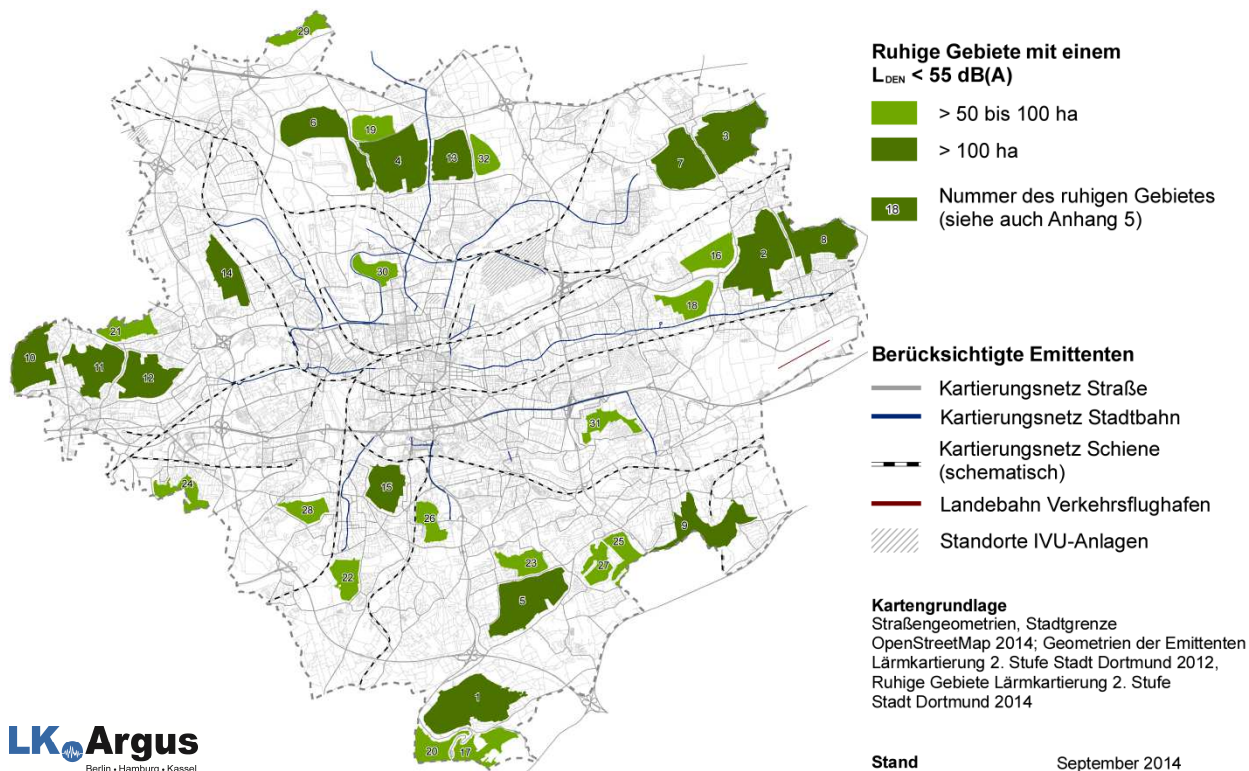 29
6
19
4
13
32
3
7
2
8
16
18
14
30
21
10
11
12
31
24
28
15
26
22
9
25
27
23
5
1
20
17
Ruhige Gebiete mit einem
L_DEN < 55 dB(A)
> 50 bis 100 ha
> 100 ha
18
Nummer des ruhigen Gebietes
(siehe auch Anhang 5)
Berücksichtigte Emittenten
Kartierungsnetz Straße
Kartierungsnetz Stadtbahn
Kartierungsnetz Schiene
(schematisch)
Landebahn Verkehrsflughafen
Standorte IVU-Anlagen
Kartengrundlage
Straßengeometrien, Stadtgrenze
OpenStreetMap 2014; Geometrien der Emittenten
Lärmkartierung 2. Stufe Stadt Dortmund 2012,
Ruhige Gebiete Lärmkartierung 2. Stufe
Stadt Dortmund 2014
Stand September 2014
LK Argus
Berlin • Hamburg • Kassel